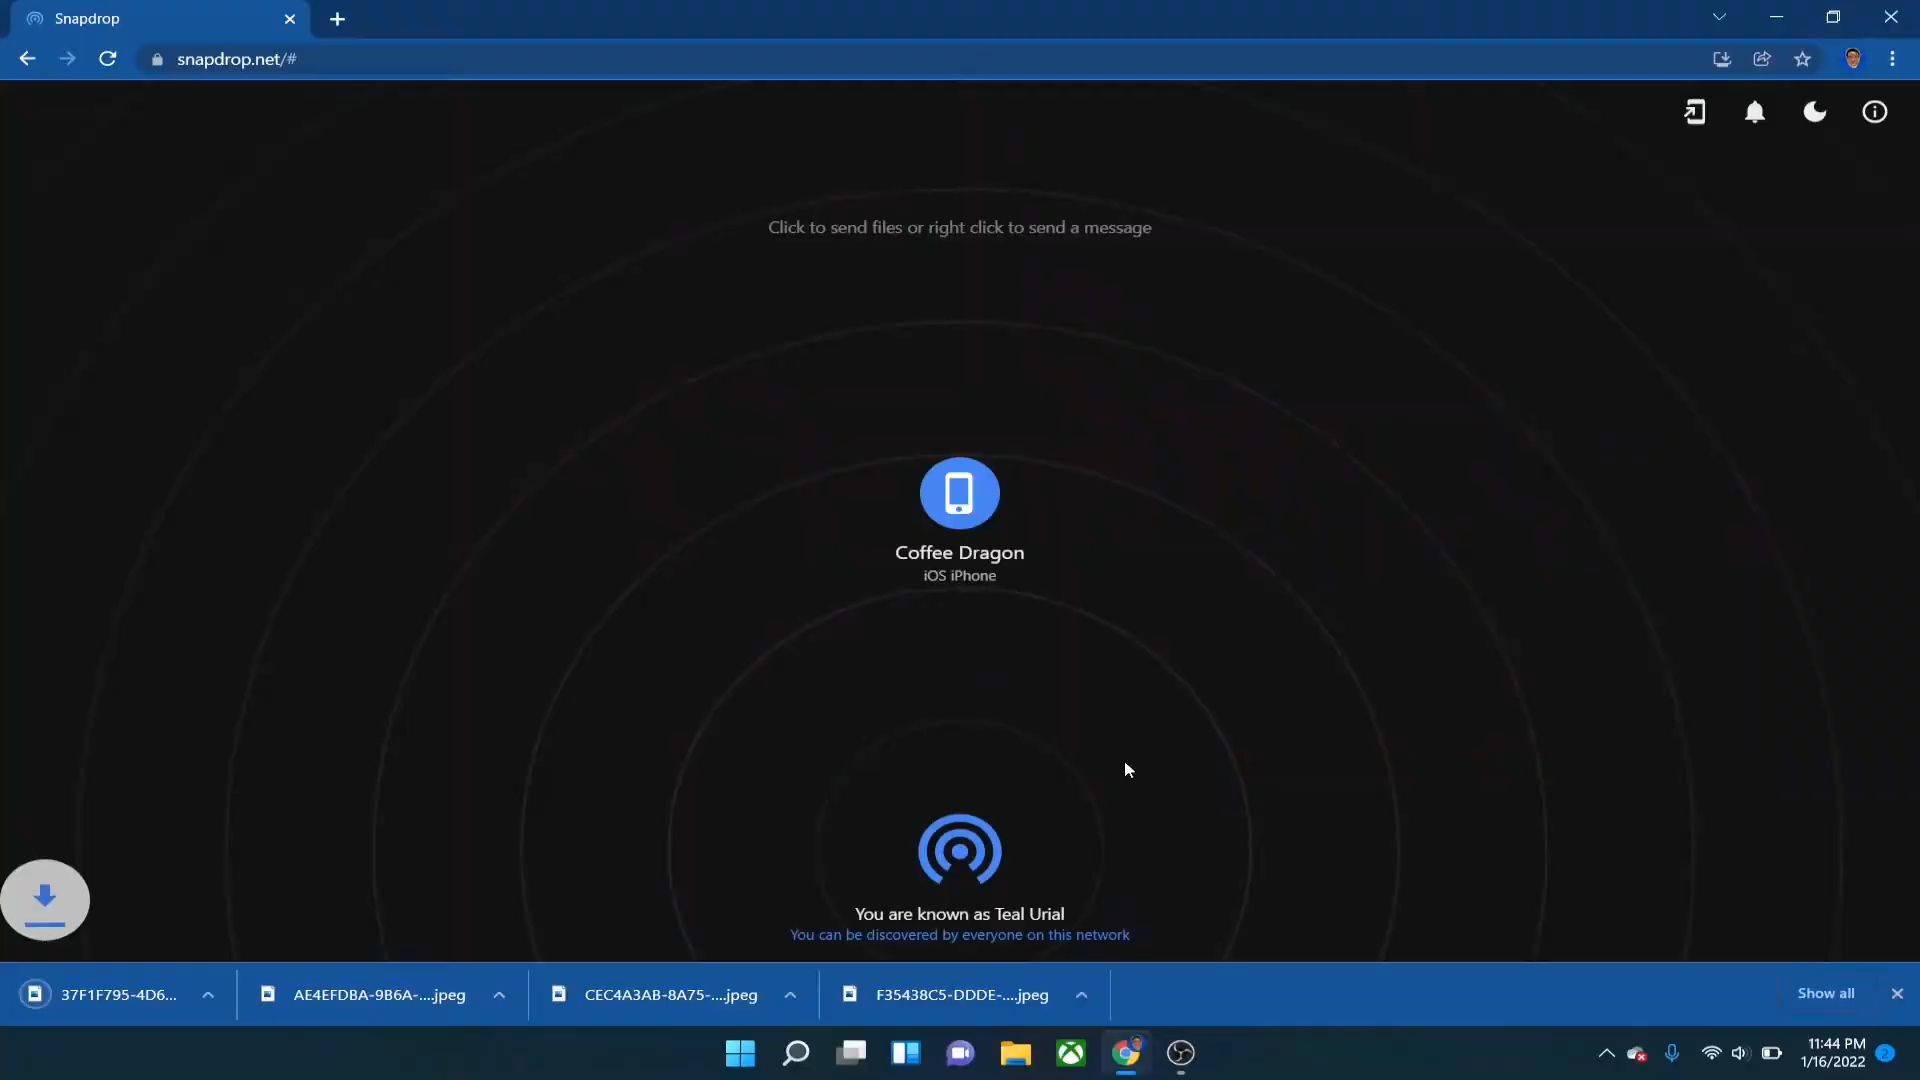 Snapdrop
snapdrop.net/#
Click to send files or right click to send a message
Coffee Dragon
iOS iPhone
You are known as Teal Urial
You can be discovered by everyone on this network
37F1F795-4D6...
AE4EFDBA-9B6A-....jpeg
CEC4A3AB-8A75-....jpeg
F35438C5-DDDE-....jpeg
Show all
11:44 PM
1/16/2022
2